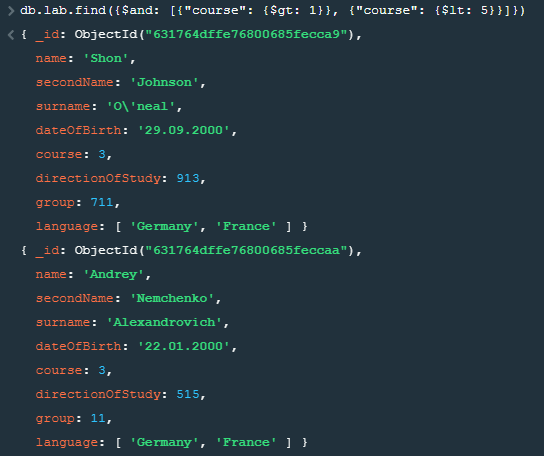 > db.lab.find({$and: [{"course": {$gt: 1}}, {"course": {$lt: 5}}]})
< { _id: ObjectId("631764dffe76800685fecca9"),
name: 'Shon',
secondName: 'Johnson',
surname: 'O\'neal',
dateOfBirth: '29.09.2000',
course: 3,
directionOfStudy: 913,
group: 711,
language: [ 'Germany', 'France' ] }
{ _id: ObjectId("631764dffe76800685feccaa"),
name: 'Andrey',
secondName: 'Nemchenko',
surname: 'Alexandrovich',
dateOfBirth: '22.01.2000',
course: 3,
directionOfStudy: 515,
group: 11,
language: [ 'Germany', 'France' ] }